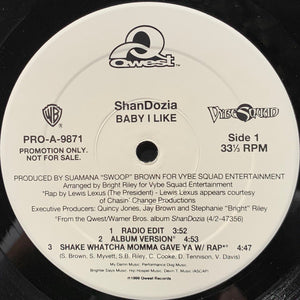 Qwest
ShanDozia
BABY I LIKE
WB
VYBE SQUAD
PRO-A-9871
PROMOTION ONLY.
NOT FOR SALE.
Side 1
33⅓ RPM
PRODUCED BY SUAMANA "SWOOP" BROWN FOR VYBE SQUAD ENTERTAINMENT
Arranged by Bright Riley for Vybe Squad Entertainment
*Rap by Lewis Lexus (The President) - Lewis Lexus appears courtesy
of Chasin' Change Productions
Executive Producers: Quincy Jones, Jay Brown and Stephanie "Bright" Riley
*From the Qwest/Warner Bros. album ShanDozia (4/2-47356)
1 RADIO EDIT 3:52
2 ALBUM VERSION* 4:53
3 SHAKE WHATCHA MOMMA GAVE YA W/ RAP* 4:31
(S. Brown, S. Myvett, S.B. Riley, C. Cooke, D. Tennison, V. Davis)